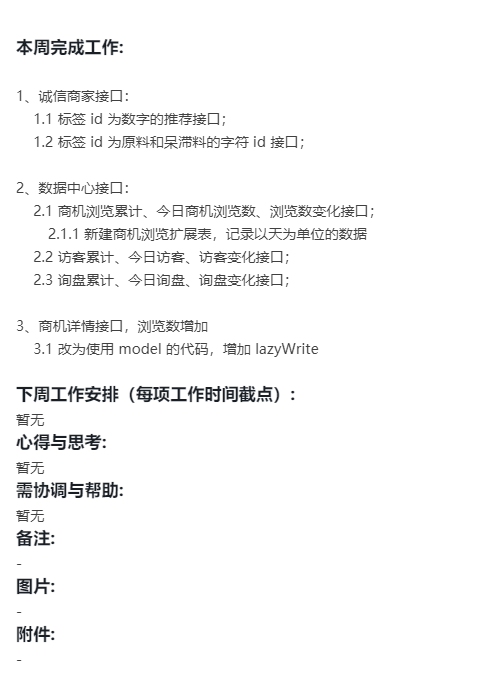 本周完成工作:
1、诚信商家接口：
1.1 标签 id 为数字的推荐接口；
1.2 标签 id 为原料和呆滞料的字符 id 接口；
2、数据中心接口：
2.1 商机浏览累计、今日商机浏览数、浏览数变化接口；
2.1.1 新建商机浏览扩展表，记录以天为单位的数据
2.2 访客累计、今日访客、访客变化接口；
2.3 询盘累计、今日询盘、询盘变化接口；
3、商机详情接口，浏览数增加
3.1 改为使用 model 的代码，增加 lazyWrite
下周工作安排（每项工作时间截点）:
暂无
心得与思考:
暂无
需协调与帮助:
暂无
备注:
-
图片:
-
附件:
-